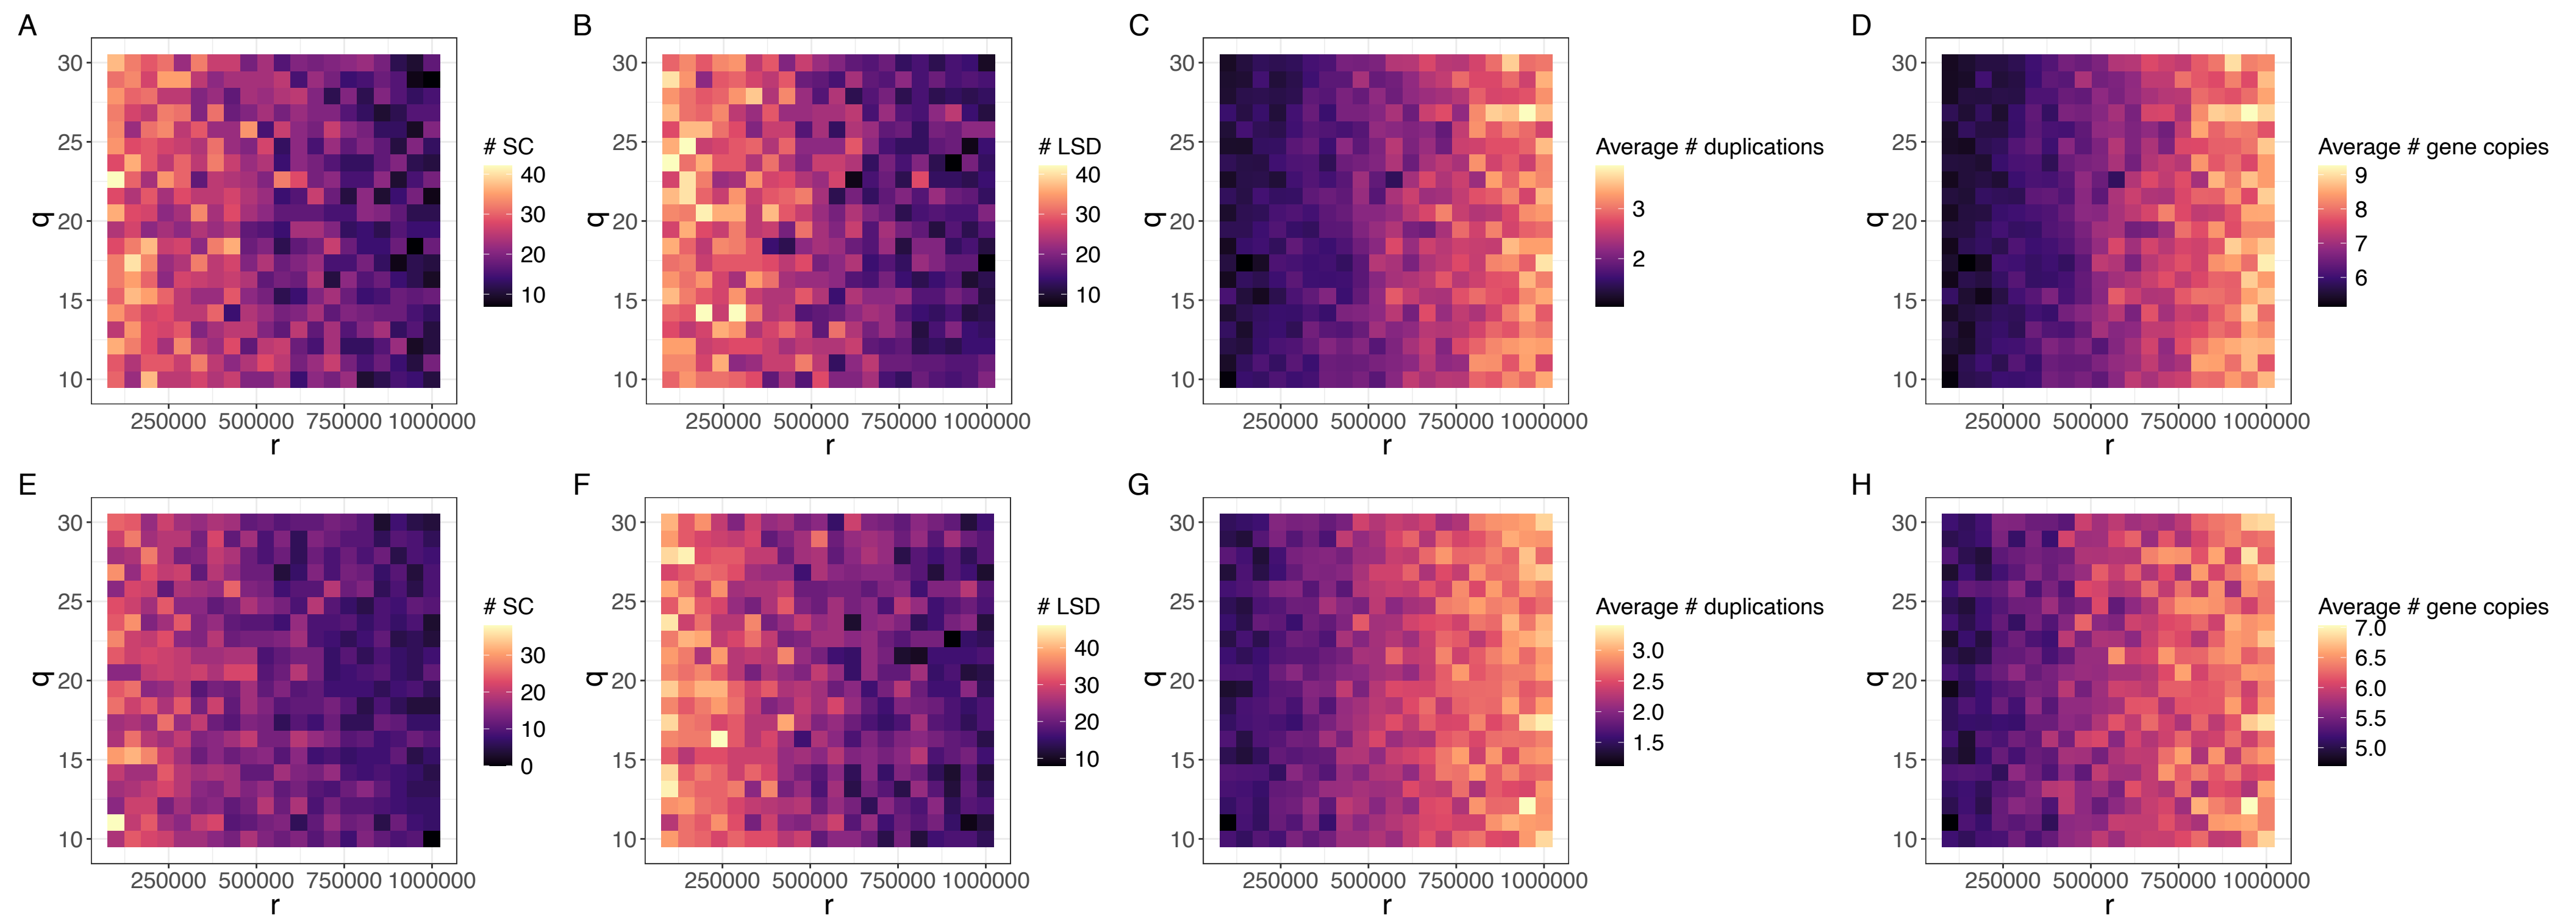 A
q
30
25
20
15
10
250000 500000 750000 1000000
r
# SC
40
30
20
10
B
q
30
25
20
15
10
250000 500000 750000 1000000
r
# LSD
40
30
20
10
C
q
30
25
20
15
10
250000 500000 750000 1000000
r
Average # duplications
3
2
D
q
30
25
20
15
10
250000 500000 750000 1000000
r
Average # gene copies
9
8
7
6
E
q
30
25
20
15
10
250000 500000 750000 1000000
r
# SC
30
20
10
0
F
q
30
25
20
15
10
250000 500000 750000 1000000
r
# LSD
40
30
20
10
G
q
30
25
20
15
10
250000 500000 750000 1000000
r
Average # duplications
3.0
2.5
2.0
1.5
H
q
30
25
20
15
10
250000 500000 750000 1000000
r
Average # gene copies
7.0
6.5
6.0
5.5
5.0